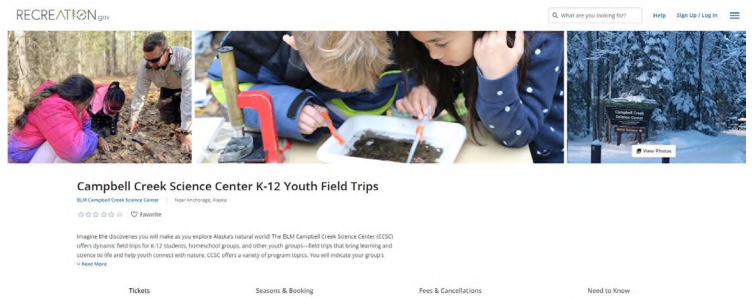 RECREATION.gov
What are you looking for?
Help
Sign Up / Log In
Campbell Creek
Science Center
View Photos
Campbell Creek Science Center K-12 Youth Field Trips
BLM Campbell Creek Science Center
Near Anchorage, Alaska
Favorite
Imagine the discoveries you will make as you explore Alaska's natural world! The BLM Campbell Creek Science Center (CCSC)
offers dynamic field trips for K-12 students, homeschool groups, and other youth groups—field trips that bring learning and
science to life and help youth connect with nature. CCSC offers a variety of program topics. You will indicate your group's
Read More
Tickets
Seasons & Booking
Fees & Cancellations
Need to Know